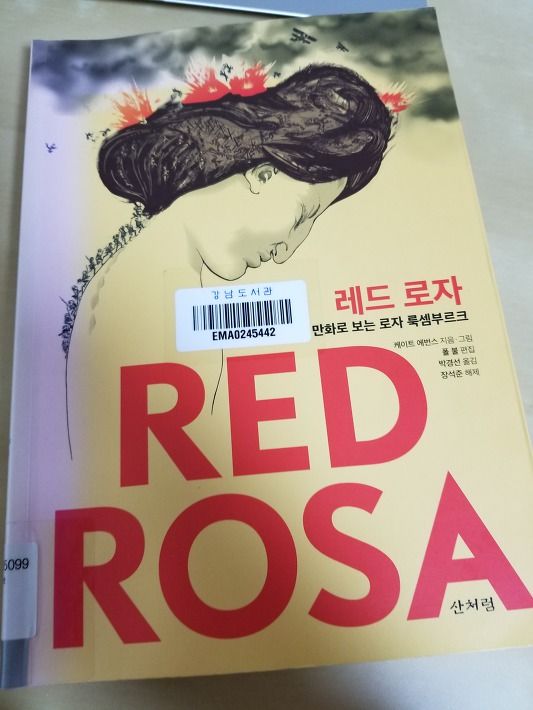 강남도서관
EMA0245442
레드 로자
만화로 보는 로자 룩셈부르크
케이트 에번스 지음·그림
폴 불 편집
박경선 옮김
장석준 해제
RED
ROSA
산처럼
5099